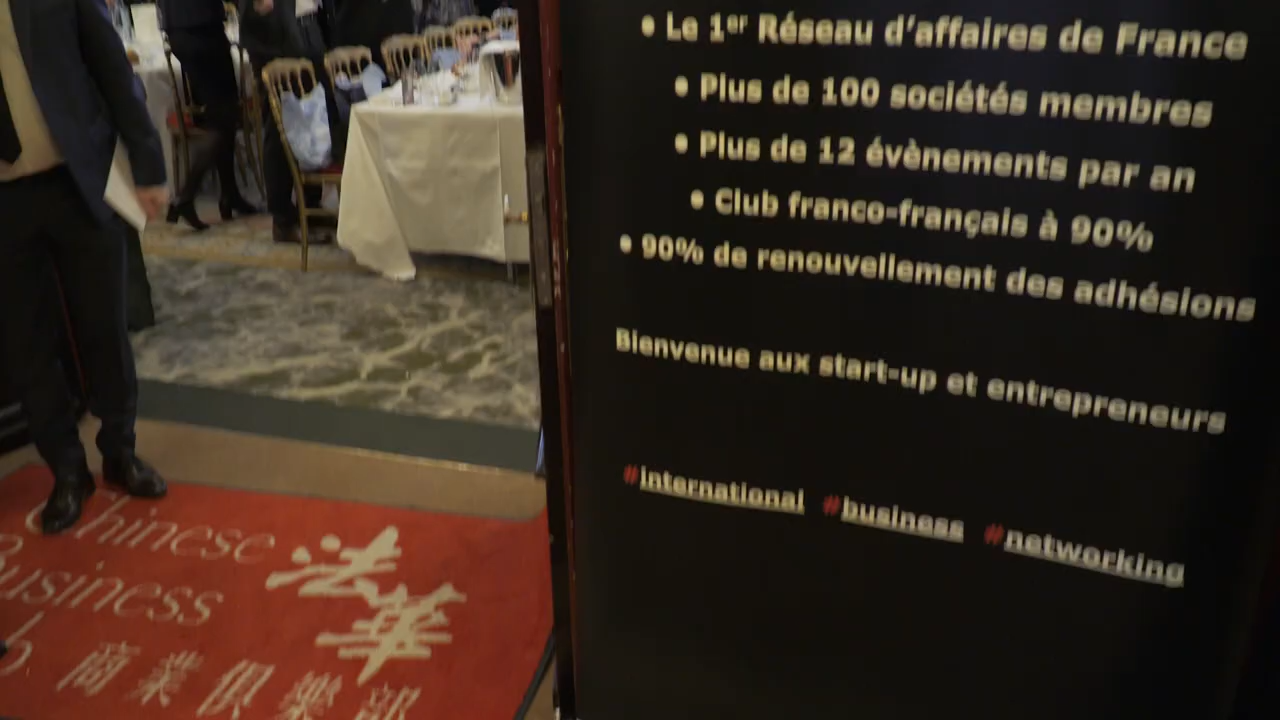 • Le 1er Réseau d'affaires de France
• Plus de 100 sociétés membres
• Plus de 12 évènements par an
• Club franco-français à 90%
• 90% de renouvellement des adhésions
Bienvenue aux start-up et entrepreneurs
#international #business #networking
Chinese
Business
法華
商業俱樂部